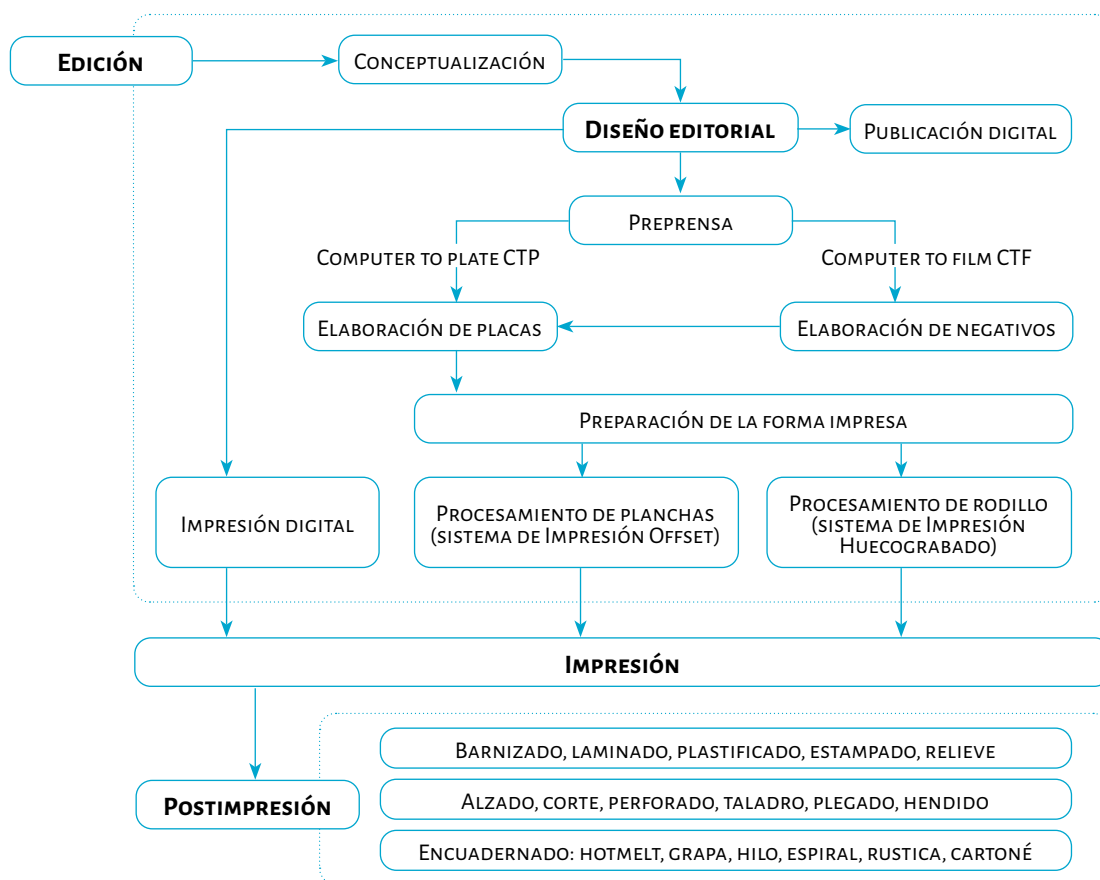 Edición
Conceptualización
Diseño editorial
Publicación digital
Preprensa
Computer to plate CTP
Computer to film CTF
Elaboración de placas
Elaboración de negativos
Preparación de la forma impresa
Impresión digital
Procesamiento de planchas
(sistema de Impresión Offset)
Procesamiento de rodillo
(sistema de Impresión
Huecograbado)
Impresión
Barnizado, laminado, plastificado, estampado, relieve
Postimpresión
Alzado, corte, perforado, taladro, plegado, hendido
Encuadernado: hotmelt, grapa, hilo, espiral, rustica, cartoné